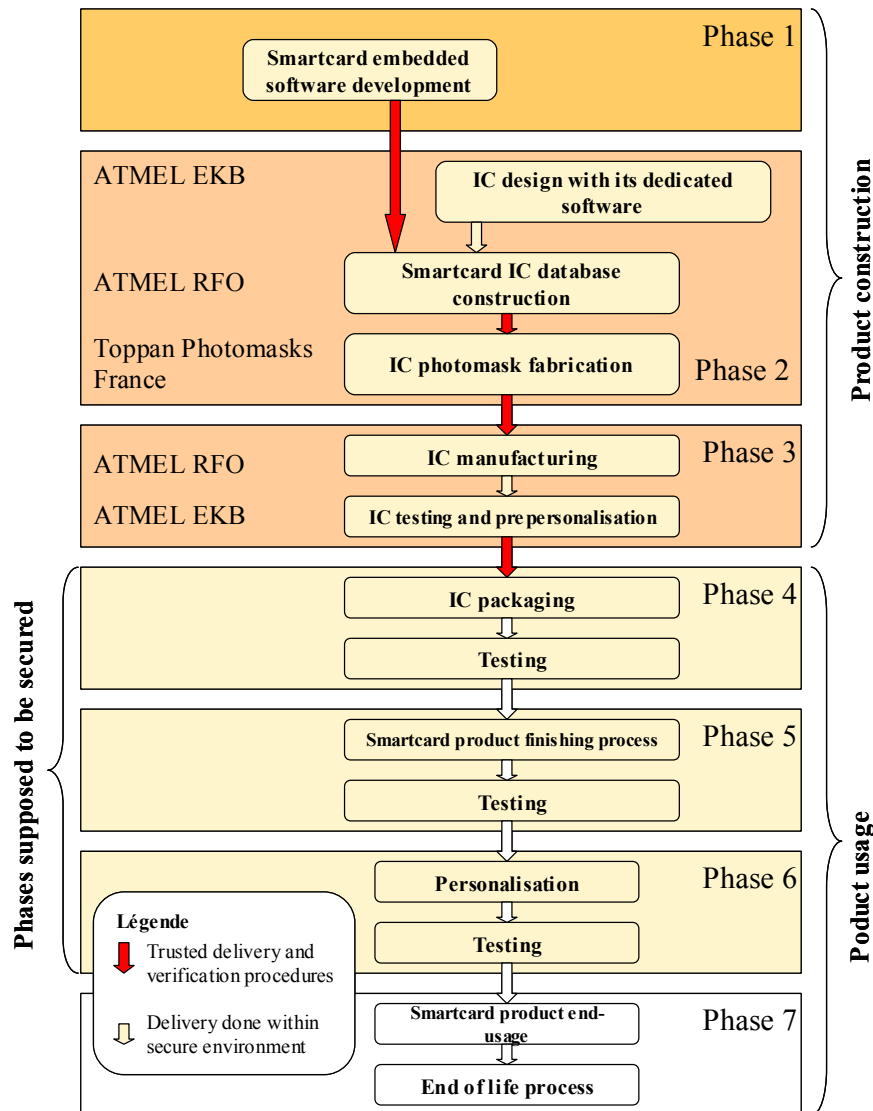 Phase 1
Smartcard embedded
software development
ATMEL EKB
IC design with its dedicated
software
ATMEL RFO
Smartcard IC database
construction
Toppan Photomasks
France
IC photomask fabrication
Phase 2
Product construction
Phase 3
ATMEL RFO
IC manufacturing
ATMEL EKB
IC testing and prepersonalisation
Phase 4
IC packaging
Testing
Phase 5
Smartcard product finishing process
Testing
Phases supposed to be secured
Phase 6
Personalisation
Testing
Poduct usage
Légende
Trusted delivery and
verification procedures
Delivery done within
secure environment
Phase 7
Smartcard product end-
usage
End of life process